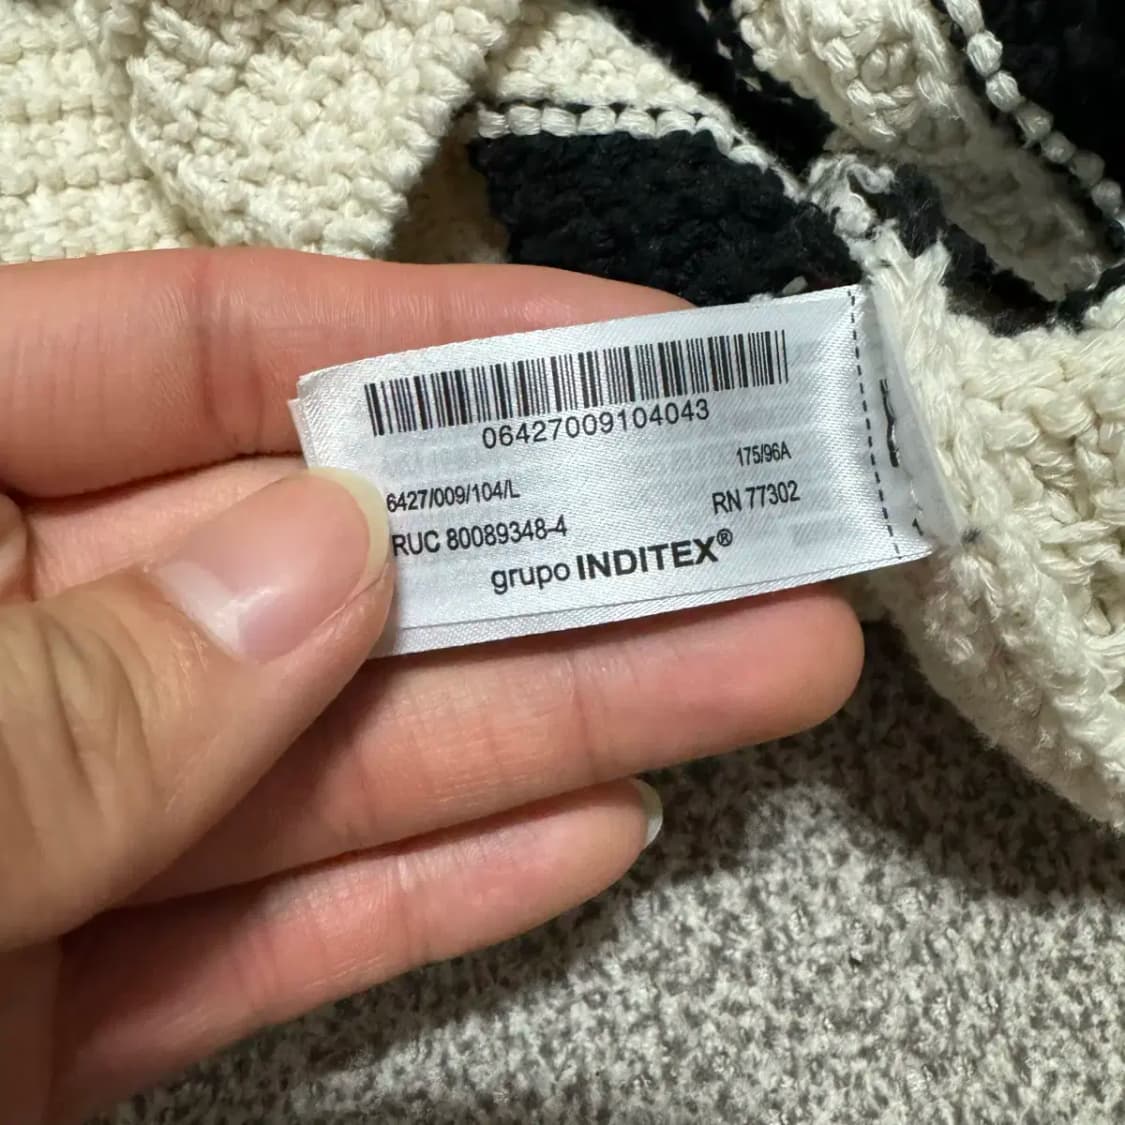 06427009104043
175/96A
6427/009/104/L
RN 77302
RUC 80089348-4
grupo INDITEX®